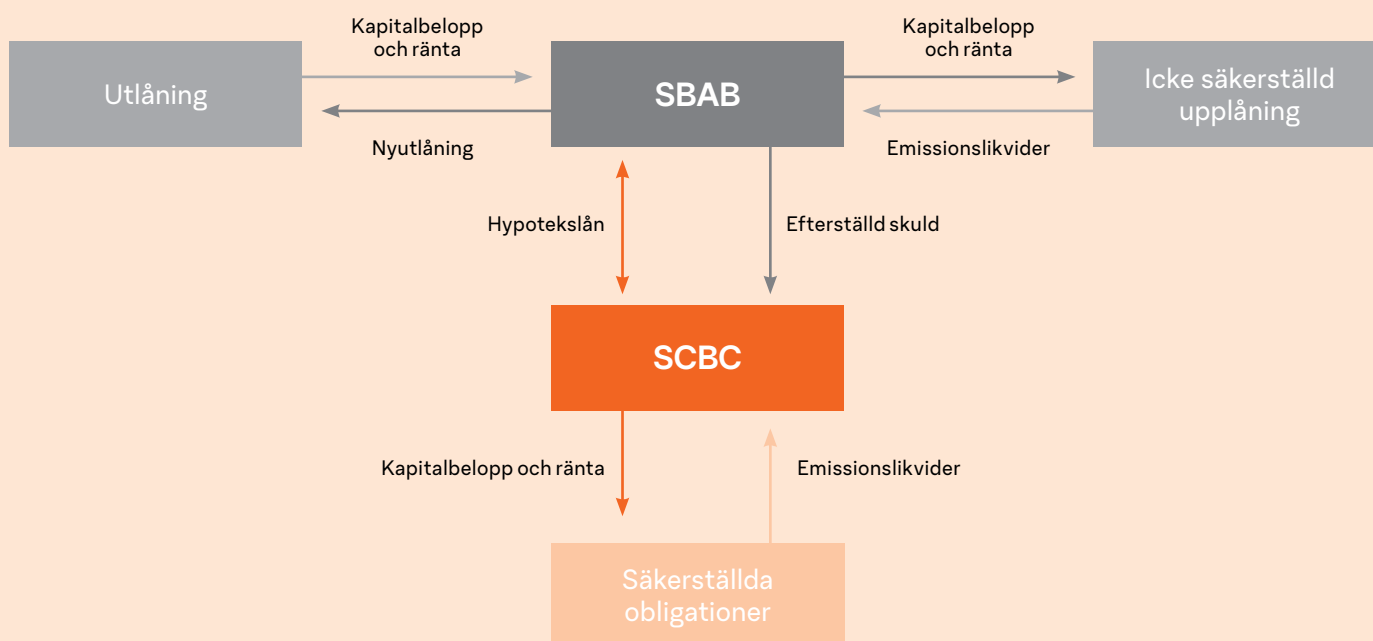 Kapitalbelopp
och ränta
Kapitalbelopp
och ränta
Utlåning
SBAB
Icke säkerställd
upplåning
Nyutlåning
Emissionslikvider
Hypotekslån
Efterställd skuld
SCBC
Kapitalbelopp och ränta
Emissionslikvider
Säkerställda
obligationer